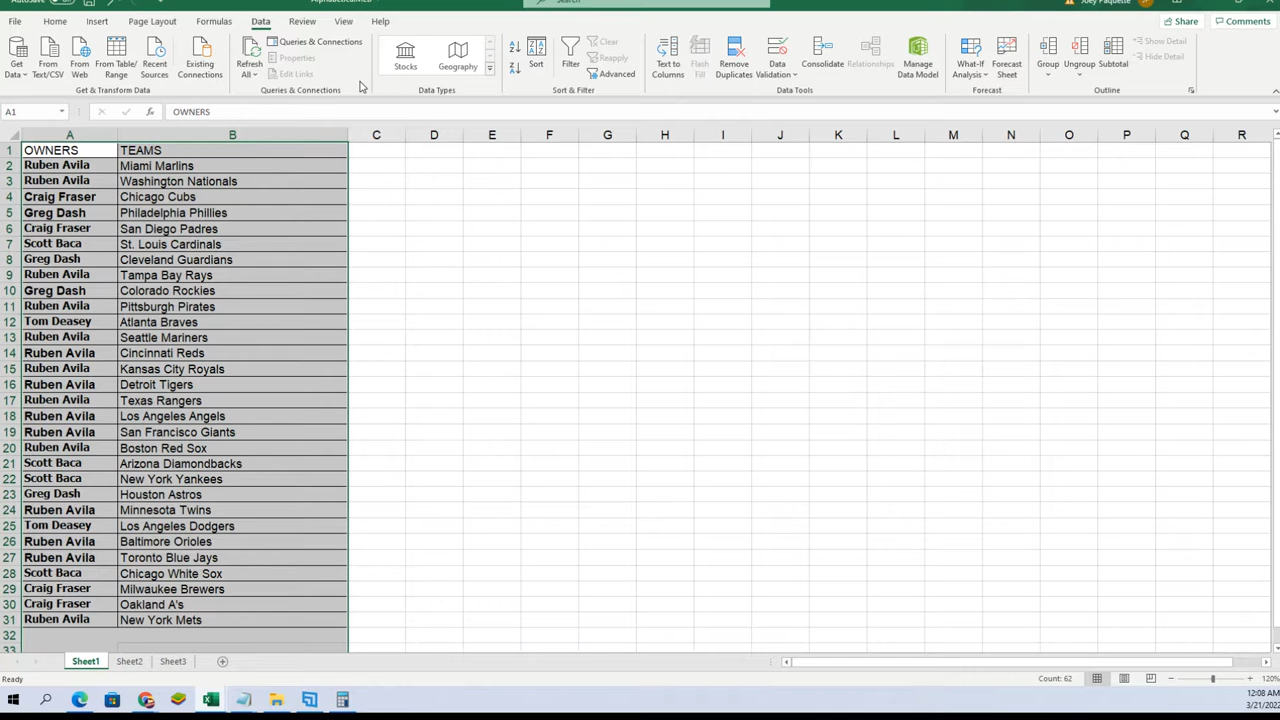 AutoSave
Search
Joey Paquette
File Home Insert Page Layout Formulas Data Review View Help Share Comments
Get Data From Text/CSV From Web From Table/Range Recent Sources Existing Connections
Get & Transform Data
Refresh All Queries & Connections Properties Edit Links
Queries & Connections
Stocks Geography
Data Types
Sort Filter Clear Reapply Advanced
Sort & Filter
Text to Columns Flash Fill Remove Duplicates Data Validation Consolidate Relationships Manage Data Model
Data Tools
What-If Analysis Forecast Sheet
Forecast
Group Ungroup Subtotal Show Detail Hide Detail
Outline
A1 fx OWNERS
A B C D E F G H I J K L M N O P Q R
1 OWNERS TEAMS
2 Ruben Avila Miami Marlins
3 Ruben Avila Washington Nationals
4 Craig Fraser Chicago Cubs
5 Greg Dash Philadelphia Phillies
6 Craig Fraser San Diego Padres
7 Scott Baca St. Louis Cardinals
8 Greg Dash Cleveland Guardians
9 Ruben Avila Tampa Bay Rays
10 Greg Dash Colorado Rockies
11 Ruben Avila Pittsburgh Pirates
12 Tom Deasey Atlanta Braves
13 Ruben Avila Seattle Mariners
14 Ruben Avila Cincinnati Reds
15 Ruben Avila Kansas City Royals
16 Ruben Avila Detroit Tigers
17 Ruben Avila Texas Rangers
18 Ruben Avila Los Angeles Angels
19 Ruben Avila San Francisco Giants
20 Ruben Avila Boston Red Sox
21 Scott Baca Arizona Diamondbacks
22 Scott Baca New York Yankees
23 Greg Dash Houston Astros
24 Ruben Avila Minnesota Twins
25 Tom Deasey Los Angeles Dodgers
26 Ruben Avila Baltimore Orioles
27 Ruben Avila Toronto Blue Jays
28 Scott Baca Chicago White Sox
29 Craig Fraser Milwaukee Brewers
30 Craig Fraser Oakland A's
31 Ruben Avila New York Mets
32
33
Sheet1 Sheet2 Sheet3
Ready Count: 62 120%
12:08 AM
3/21/2022